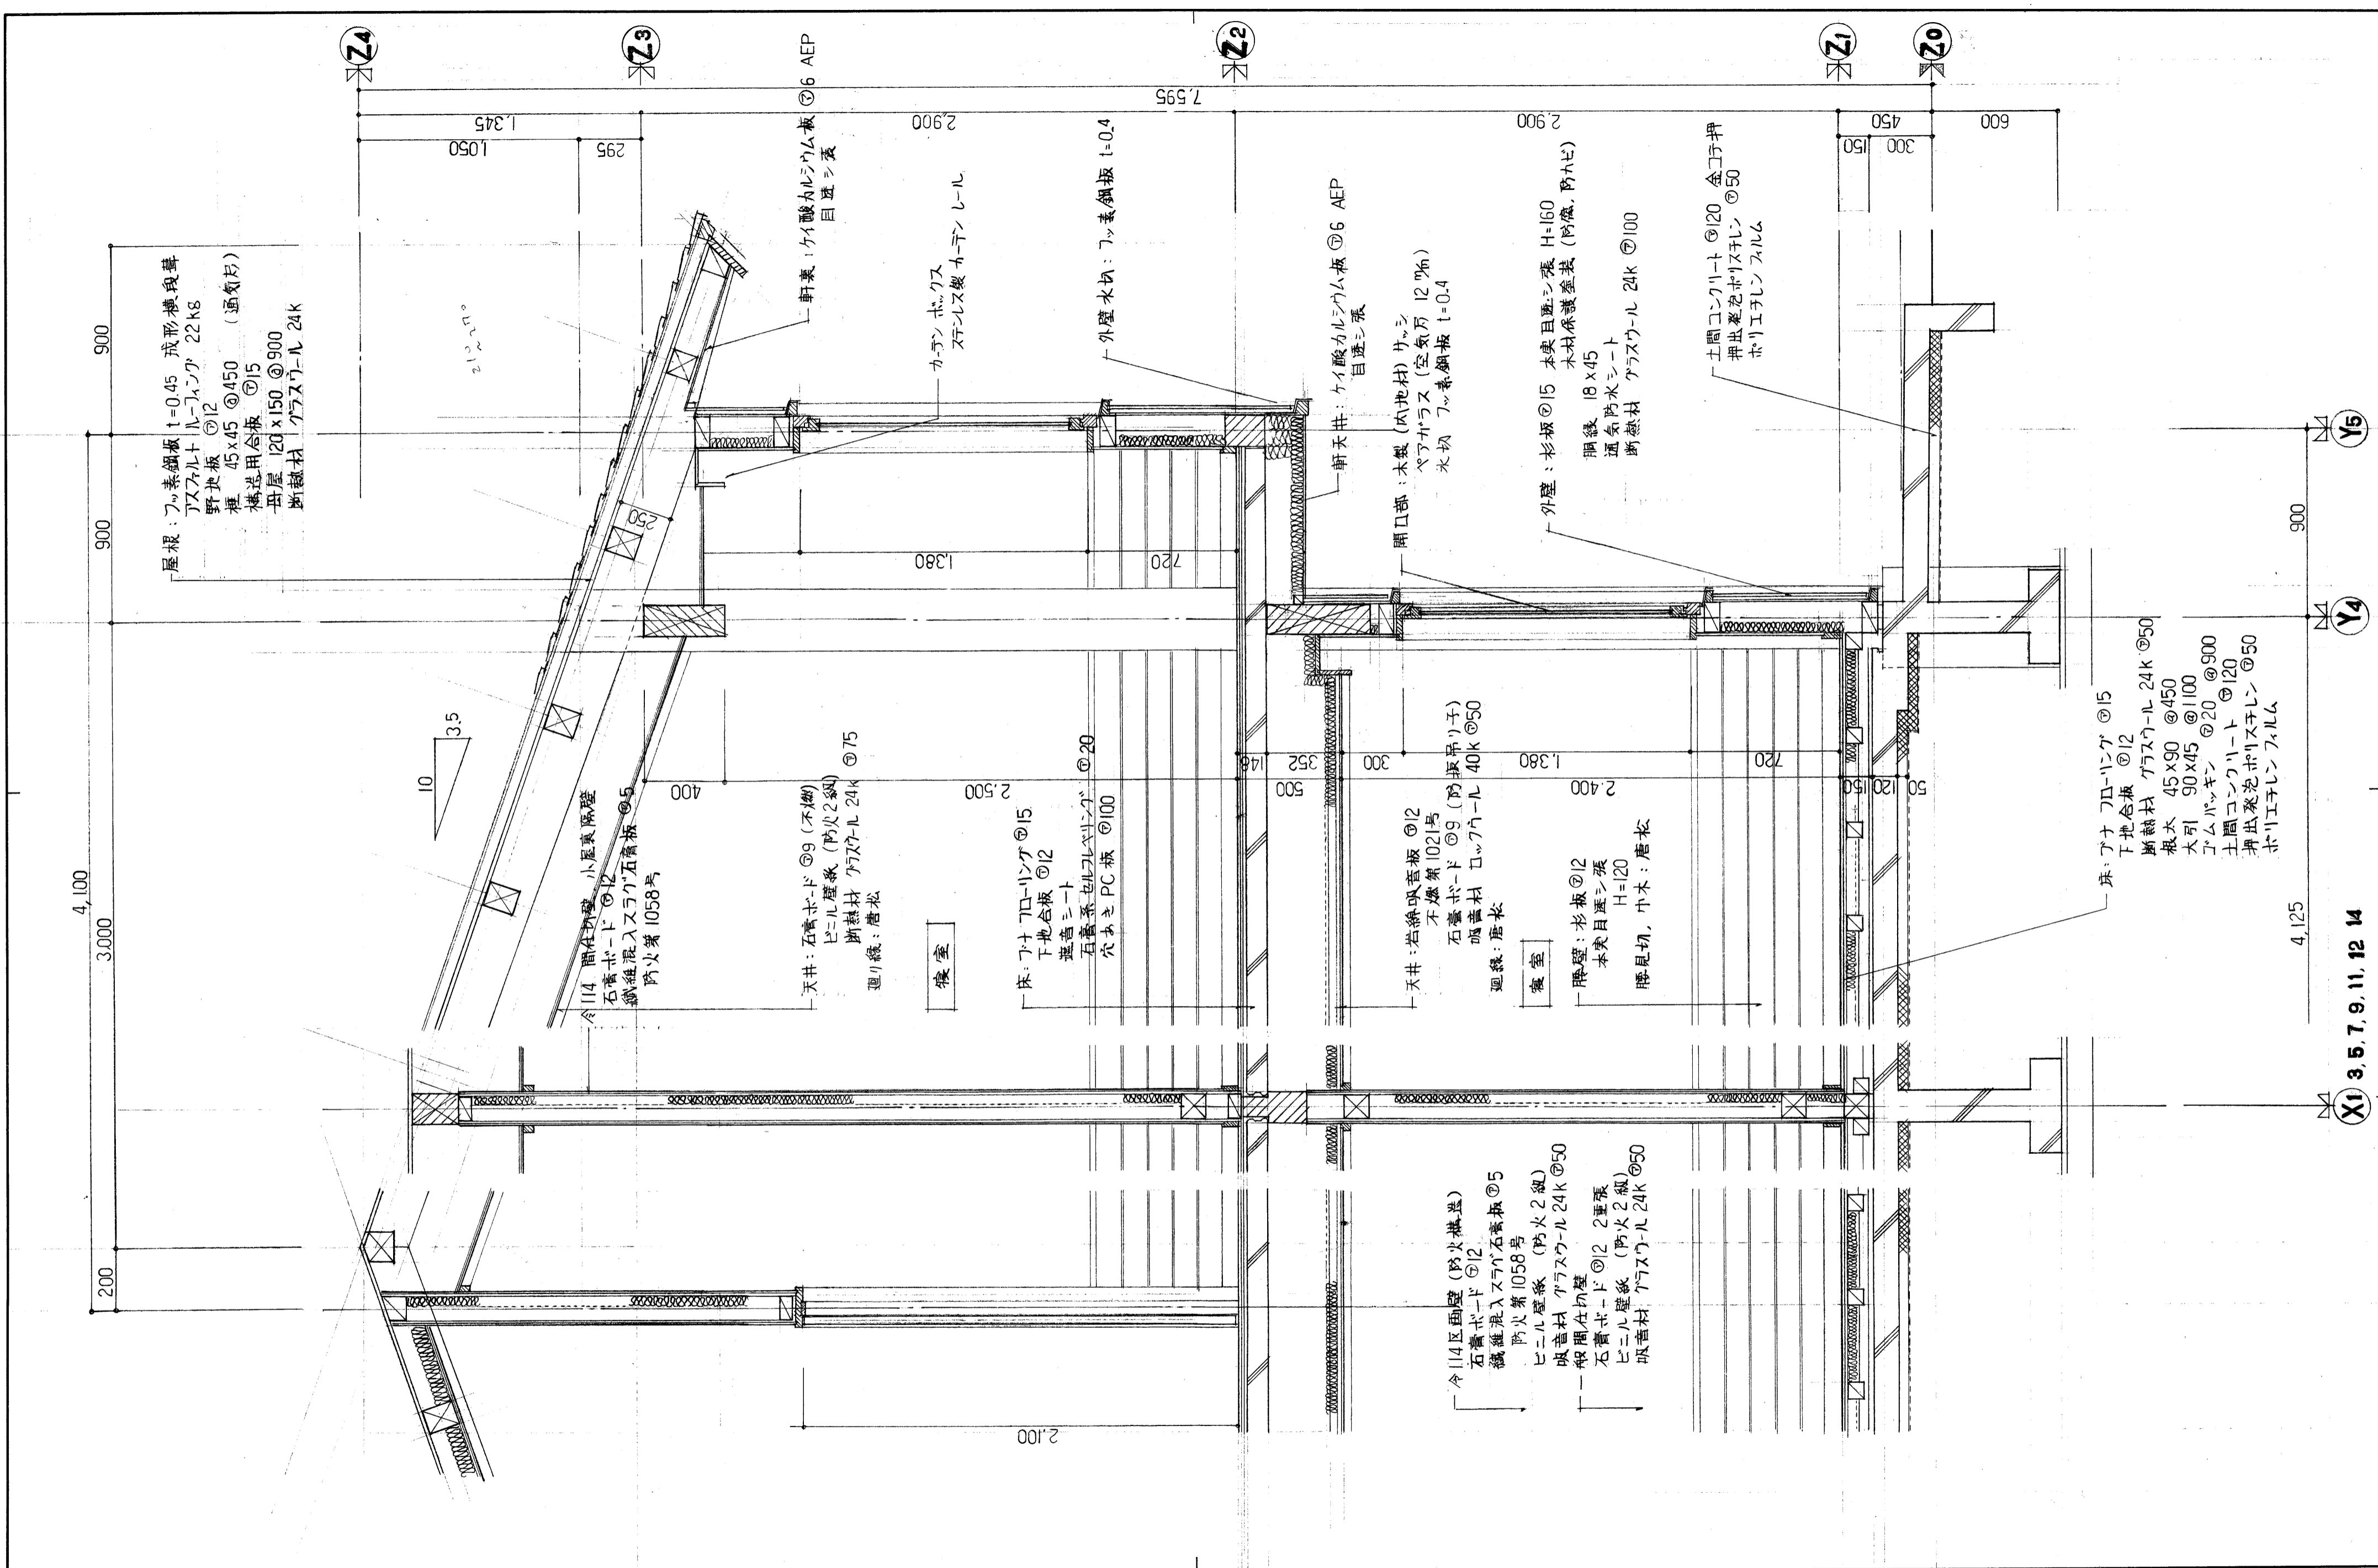 Z4
Z3
Z2
Z1
Z0
7.595
1.345
2,900
2,900
450
600
1,050
295
150
300
4,100
900
900
3,000
200
屋根：フッ素鋼板 t=0.45 成形横段葺
アスファルトルーフィング 22kg
野地板 ⑦12
45×45 @450 （通気）
構造用合板 ⑦15
母屋 120×150 @900
断熱材 グラスウール 24K
軒裏：ケイ酸カルシウム板 ⑦6 AEP
目透シ張
カーテンボックス
ステンレス製カーテンレール
外壁水切：フッ素鋼板 t=0.4
軒天井：ケイ酸カルシウム板 ⑦6 AEP
目透シ張
開口部：木製（内地材）サッシ
ペアガラス（空気層 12m/m）
水切 フッ素鋼板 t=0.4
外壁：杉板⑦15 本実目透シ張 H=160
木材保護塗装（防腐，防カビ）
胴縁 18×45
通気防水シート
断熱材 グラスウール 24K ⑦100
土間コンクリート ⑦120 金コテ押
押出発泡ポリスチレン ⑦50
ポリエチレンフィルム
250
1,380
720
10
3.5
400
2.500
146
352
300
1,380
720
500
2.400
150
120
50
令114 間仕切壁 小屋裏隔壁
石膏ボード ⑦12
繊維混入スラグ石膏板 ⑦5
防火第1058号
天井：石膏ボード ⑦9（不燃）
ビニル壁紙（防火2級）
断熱材 グラスウール 24K ⑦75
廻り縁：唐松
寝室
床：ブナ フローリング ⑦15
下地合板 ⑦12
遮音シート
石膏系セルフレベリング ⑦20
穴あきPC板 ⑦100
天井：岩綿吸音板 ⑦12
不燃第1021号
石膏ボード ⑦9（防振吊り子）
吸音材 ロックウール 40K ⑦50
廻縁：唐松
寝室
腰壁：杉板⑦12
本実目透シ張
H=120
腰見切，巾木：唐松
床：ブナ フローリング ⑦15
下地合板 ⑦12
断熱材 グラスウール 24K ⑦50
根太 45×90 @450
大引 90×45 @1100
ゴムパッキン ⑦20 @900
土間コンクリート ⑦120
押出発泡ポリスチレン ⑦50
ポリエチレンフィルム
令114区画壁（防火構造）
石膏ボード ⑦12
繊維混入スラグ石膏板 ⑦5
防火第1058号
ビニル壁紙（防火2級）
吸音材 グラスウール 24K ⑦50
一般間仕切壁
石膏ボード ⑦12 2重張
ビニル壁紙（防火2級）
吸音材 グラスウール 24K ⑦50
2,100
900
4,125
Y5
Y4
X1 3, 5, 7, 9, 11, 12 14